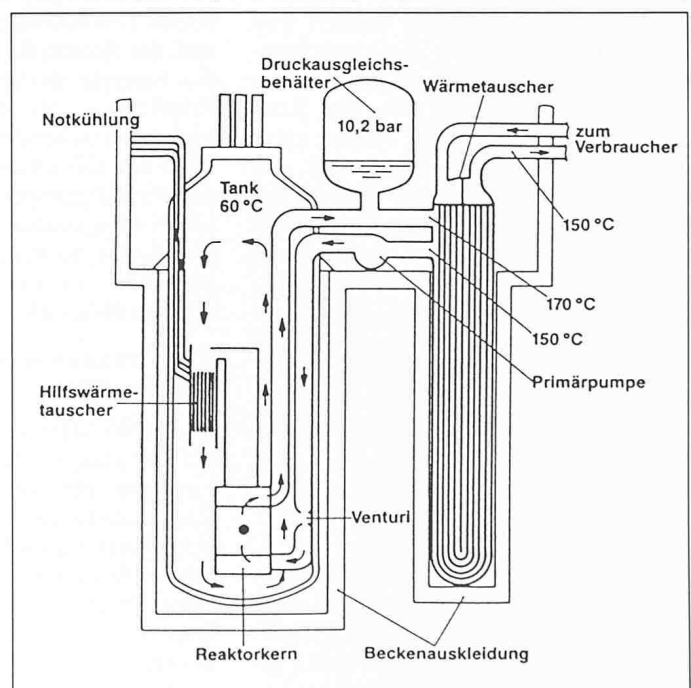 Druckausgleichs-
behälter
Wärmetauscher
Notkühlung
10,2 bar
zum
Verbraucher
Tank
60 °C
150 °C
170 °C
150 °C
Primärpumpe
Hilfswärme-
tauscher
Venturi
Reaktorkern
Beckenauskleidung